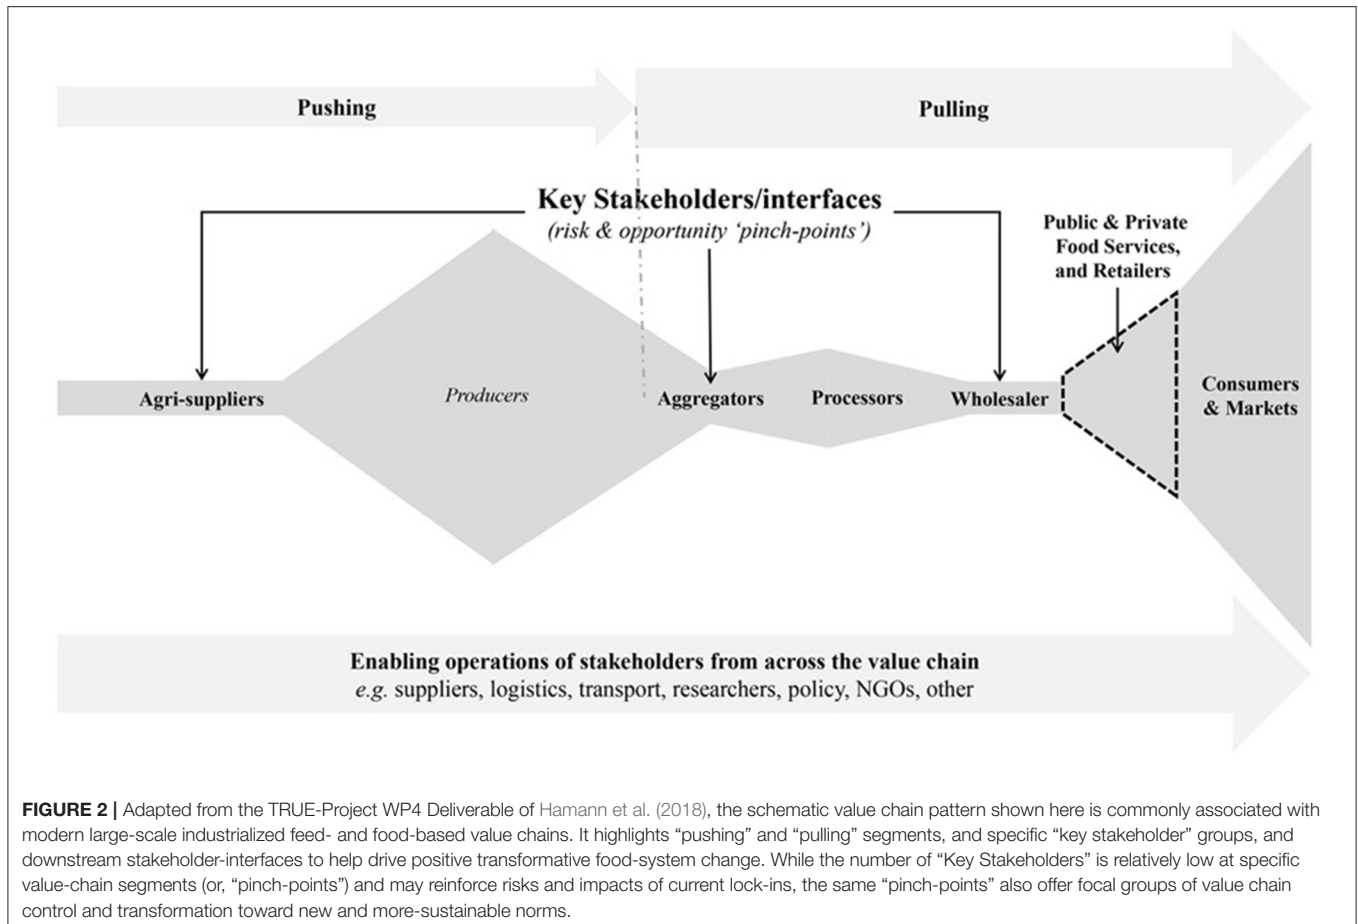 Pushing
Pulling
Key Stakeholders/interfaces
(risk & opportunity ‘pinch-points’)
Public & Private
Food Services,
and Retailers
Agri-suppliers
Producers
Aggregators
Processors
Wholesaler
Consumers
& Markets
Enabling operations of stakeholders from across the value chain
e.g. suppliers, logistics, transport, researchers, policy, NGOs, other
FIGURE 2 | Adapted from the TRUE-Project WP4 Deliverable of Hamann et al. (2018), the schematic value chain pattern shown here is commonly associated with
modern large-scale industrialized feed- and food-based value chains. It highlights “pushing” and “pulling” segments, and specific “key stakeholder” groups, and
downstream stakeholder-interfaces to help drive positive transformative food-system change. While the number of “Key Stakeholders” is relatively low at specific
value-chain segments (or, “pinch-points”) and may reinforce risks and impacts of current lock-ins, the same “pinch-points” also offer focal groups of value chain
control and transformation toward new and more-sustainable norms.